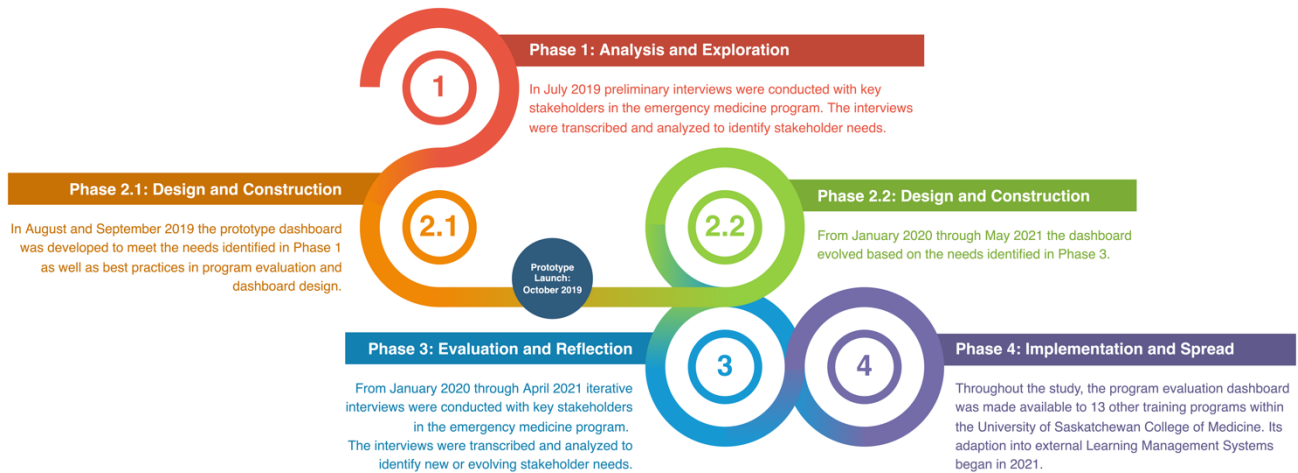 1
Phase 1: Analysis and Exploration
In July 2019 preliminary interviews were conducted with key
stakeholders in the emergency medicine program. The interviews
were transcribed and analyzed to identify stakeholder needs.
Phase 2.1: Design and Construction
In August and September 2019 the prototype dashboard
was developed to meet the needs identified in Phase 1
as well as best practices in program evaluation and
dashboard design.
2.1
Prototype
Launch:
October 2019
2.2
Phase 2.2: Design and Construction
From January 2020 through May 2021 the dashboard
evolved based on the needs identified in Phase 3.
Phase 3: Evaluation and Reflection
From January 2020 through April 2021 iterative
interviews were conducted with key stakeholders
in the emergency medicine program.
The interviews were transcribed and analyzed to
identify new or evolving stakeholder needs.
3
4
Phase 4: Implementation and Spread
Throughout the study, the program evaluation dashboard
was made available to 13 other training programs within
the University of Saskatchewan College of Medicine. Its
adaption into external Learning Management Systems
began in 2021.